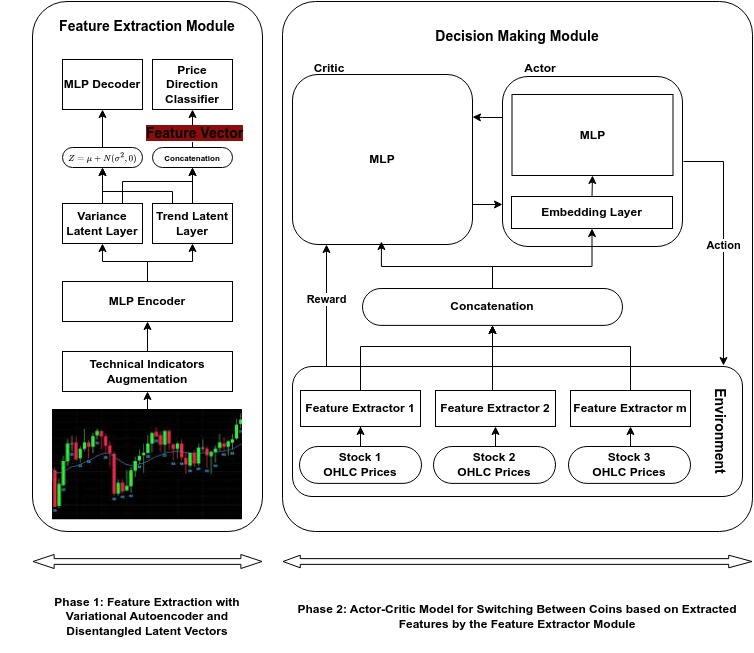 Feature Extraction Module
MLP Decoder
Price
Direction
Classifier
Feature Vector
Z = μ + N(σ², 0)
Concatenation
Variance
Latent Layer
Trend Latent
Layer
MLP Encoder
Technical Indicators
Augmentation
Phase 1: Feature Extraction with
Variational Autoencoder and
Disentangled Latent Vectors
Decision Making Module
Critic
Actor
MLP
MLP
Embedding Layer
Action
Reward
Concatenation
Feature Extractor 1
Feature Extractor 2
Feature Extractor m
Environment
Stock 1
OHLC Prices
Stock 2
OHLC Prices
Stock 3
OHLC Prices
Phase 2: Actor-Critic Model for Switching Between Coins based on Extracted
Features by the Feature Extractor Module